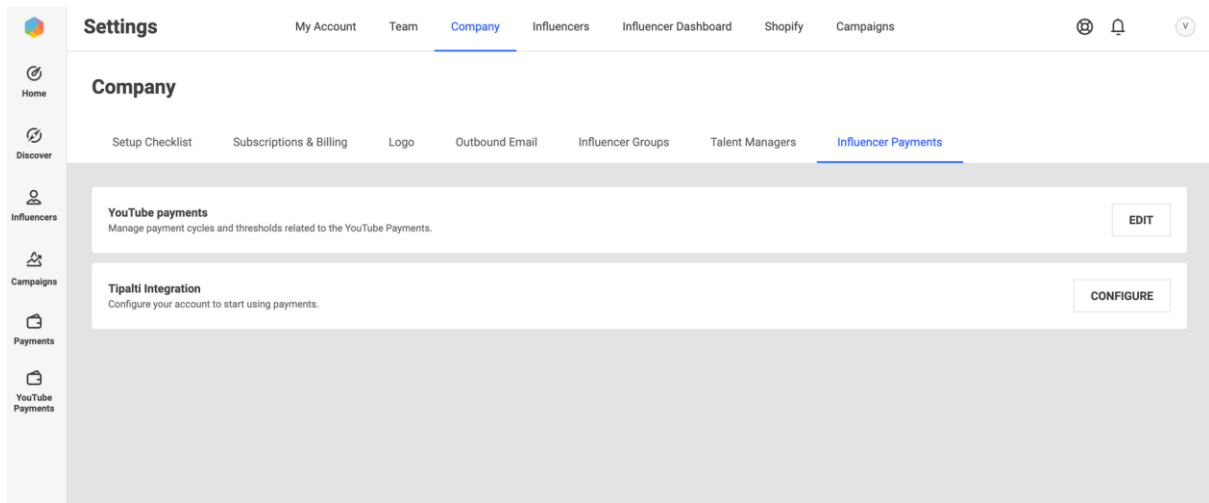 Settings
My Account
Team
Company
Influencers
Influencer Dashboard
Shopify
Campaigns
V
Home
Discover
Influencers
Campaigns
Payments
YouTube
Payments
Company
Setup Checklist
Subscriptions & Billing
Logo
Outbound Email
Influencer Groups
Talent Managers
Influencer Payments
YouTube payments
Manage payment cycles and thresholds related to the YouTube Payments.
EDIT
Tipalti Integration
Configure your account to start using payments.
CONFIGURE